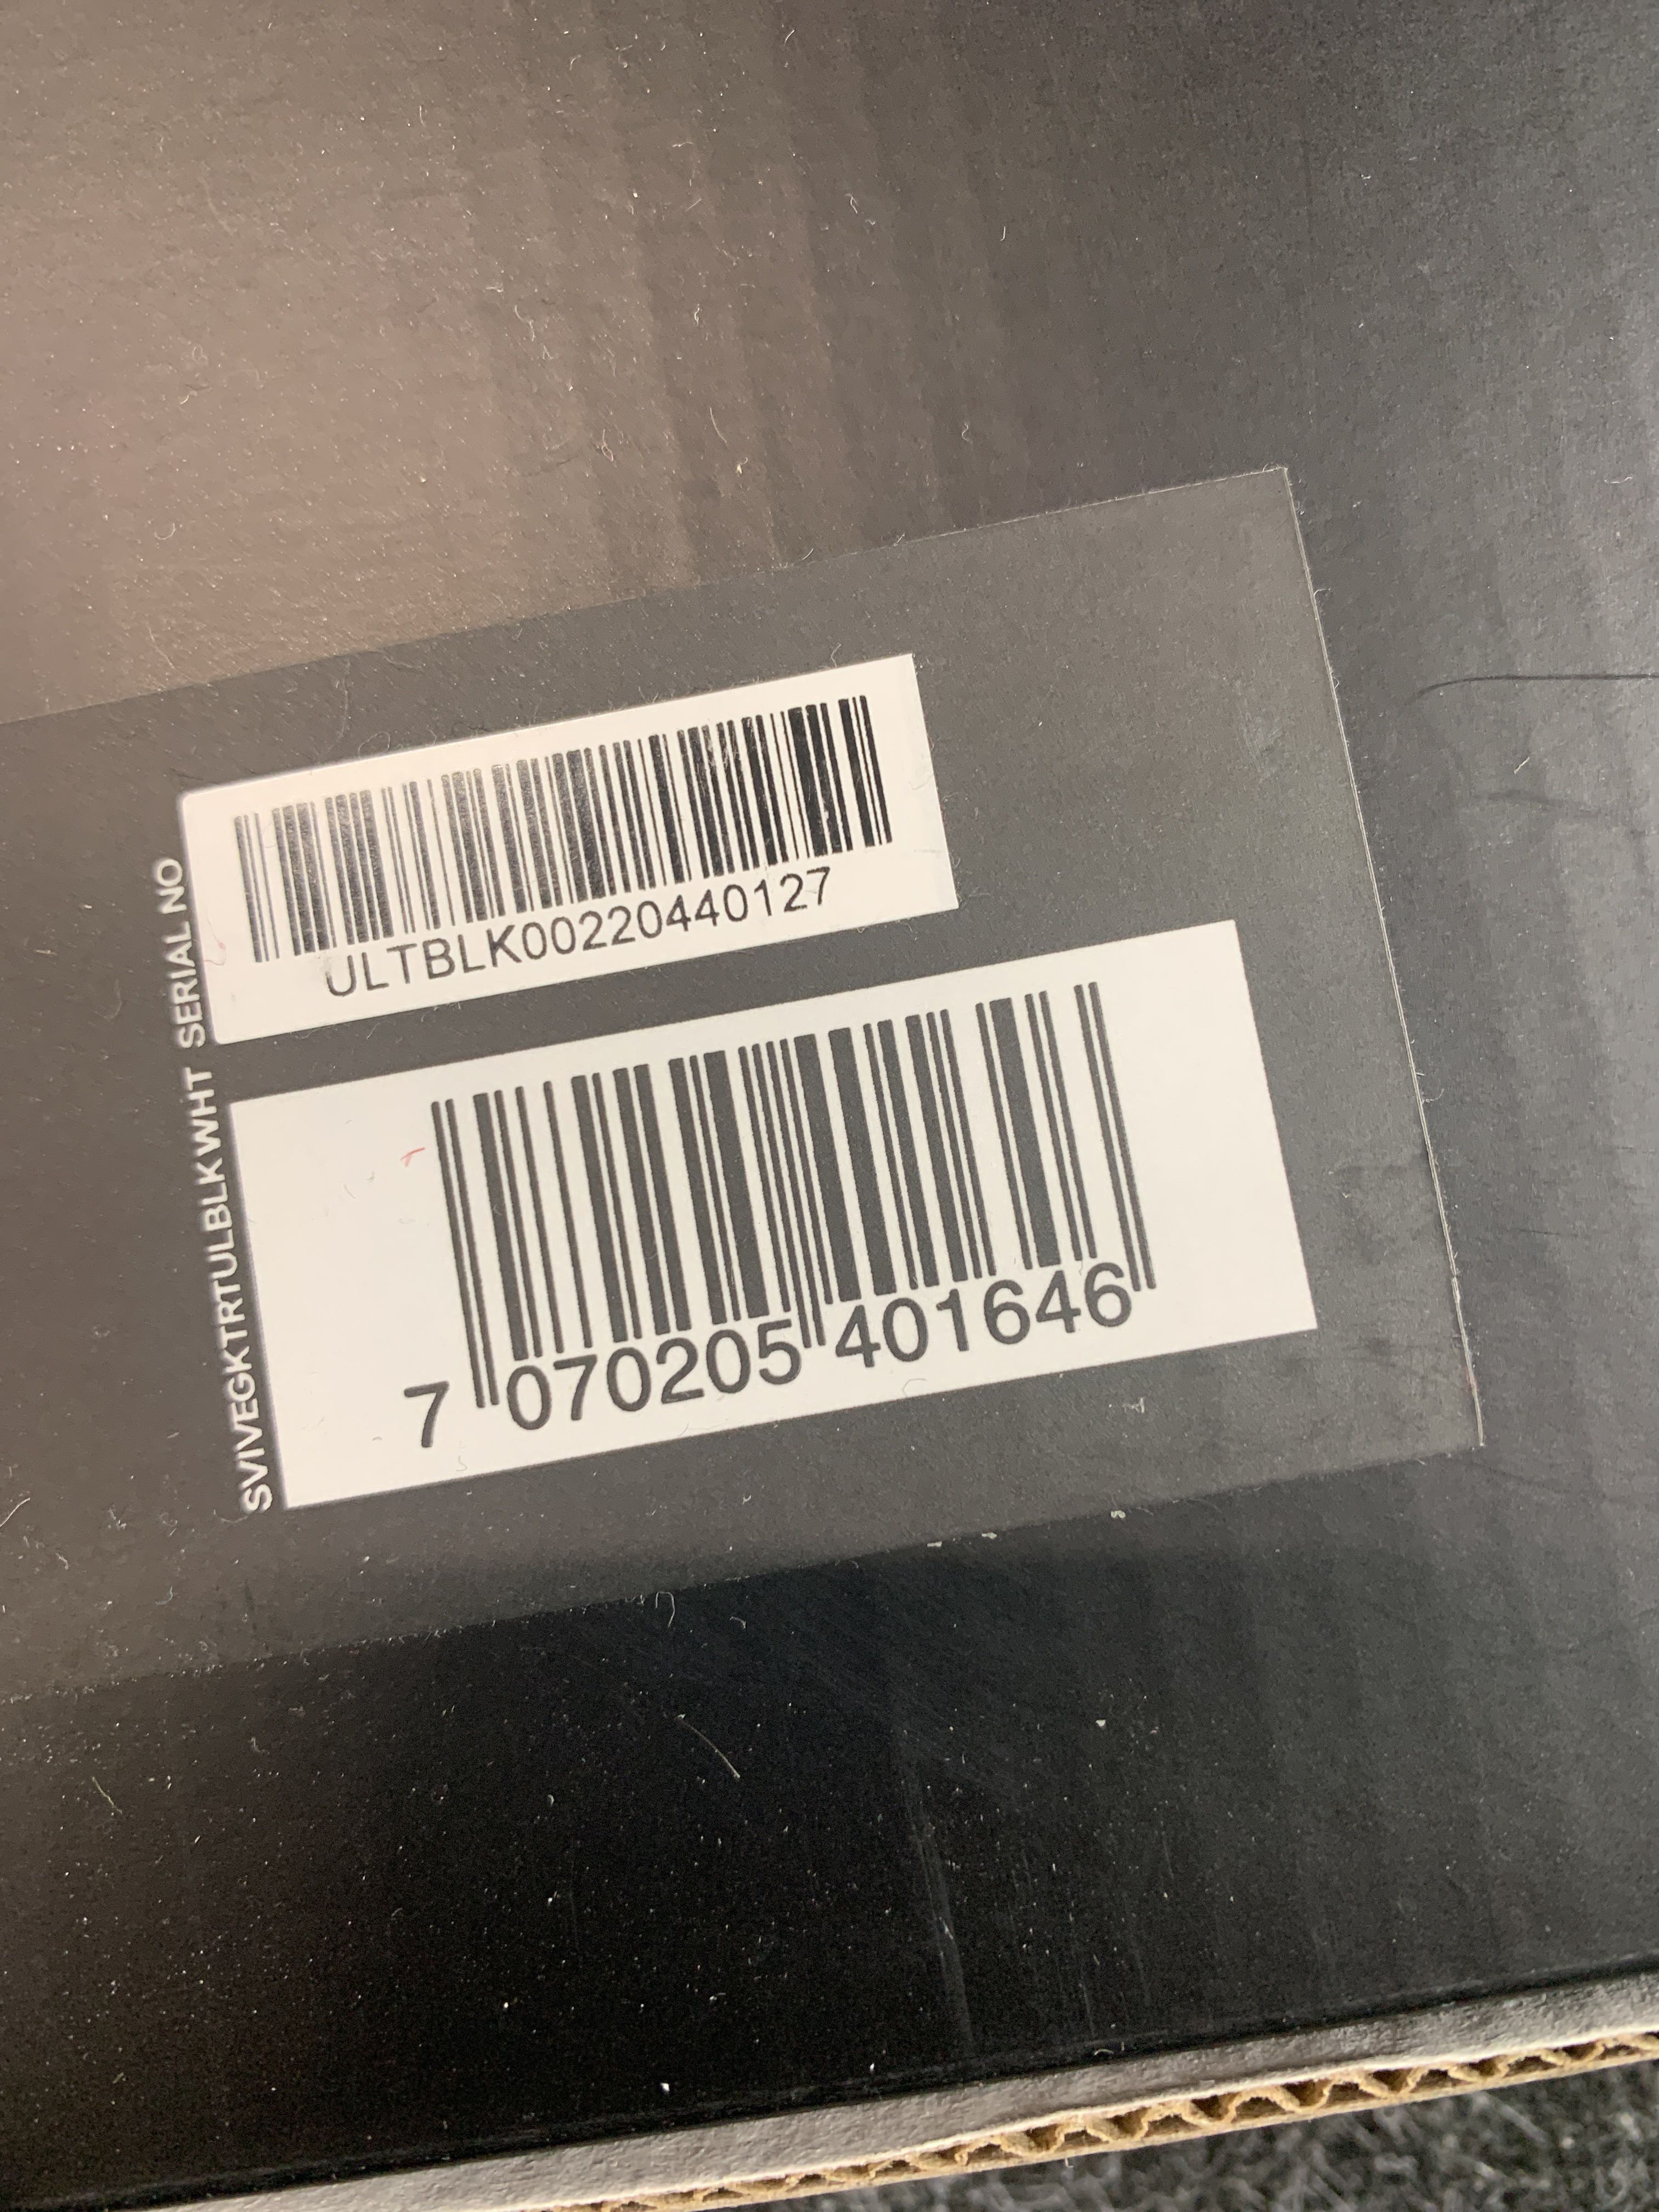 SVIVEGKTRTULBLKWHT SERIAL NO
ULTBLK00220440127
7 070205 401646